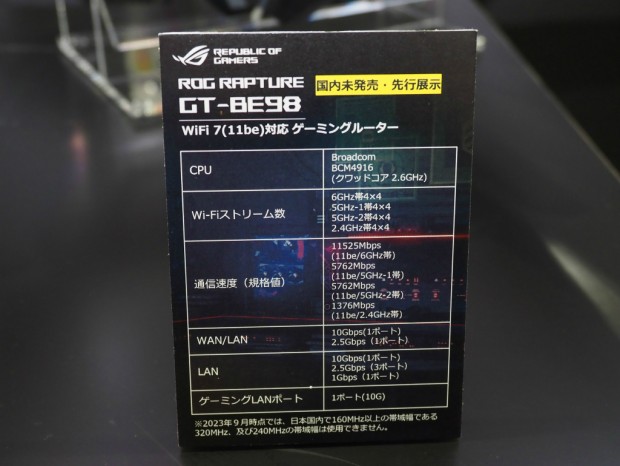 REPUBLIC OF
GAMERS
ROG RAPTURE
国内未発売・先行展示
GT-BE98
WiFi 7(11be)対応 ゲーミングルーター
CPU
Broadcom
BCM4916
(クワッドコア 2.6GHz)
Wi-Fiストリーム数
6GHz帯4×4
5GHz-1帯4×4
5GHz-2帯4×4
2.4GHz帯4×4
通信速度（規格値）
11525Mbps
(11be/6GHz帯)
5762Mbps
(11be/5GHz-1帯)
5762Mbps
(11be/5GHz-2帯)
1376Mbps
(11be/2.4GHz帯)
WAN/LAN
10Gbps(1ポート)
2.5Gbps（1ポート）
LAN
10Gbps(1ポート)
2.5Gbps（3ポート）
1Gbps（1ポート）
ゲーミングLANポート
1ポート(10G)
※2023年9月時点では、日本国内で160MHz以上の帯域幅である
320MHz、及び240MHzの帯域幅は使用できません。